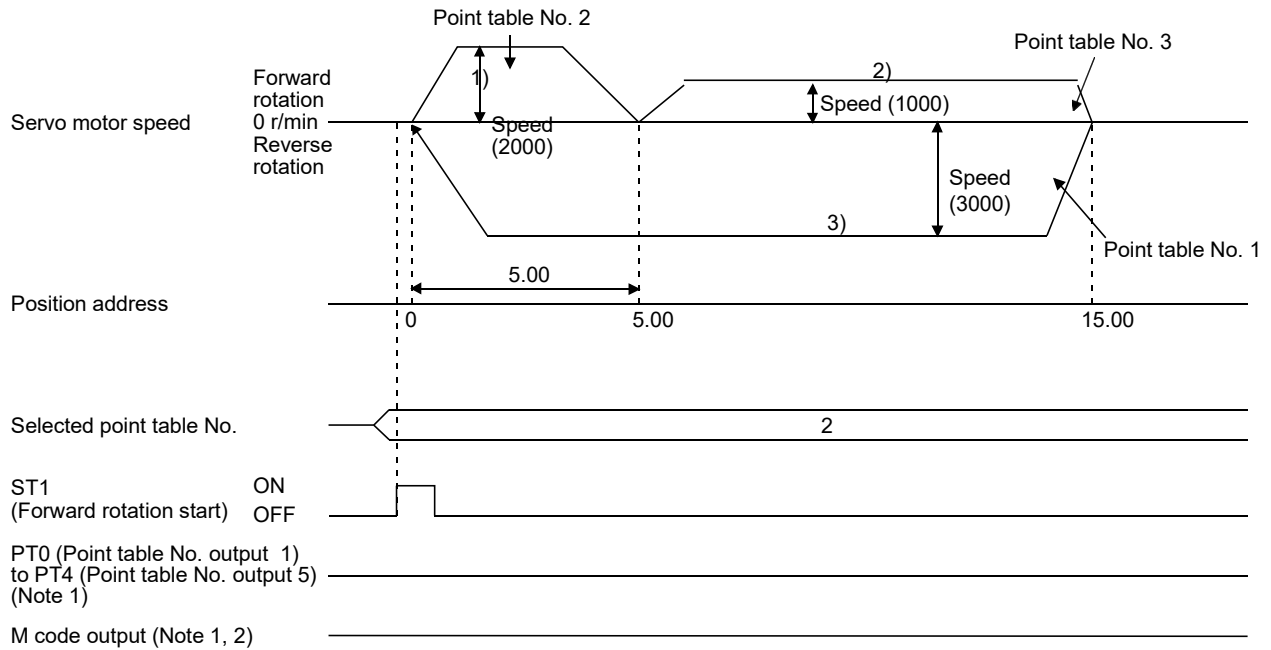 Point table No. 2
Point table No. 3
Servo motor speed
Forward
rotation
0 r/min
Reverse
rotation
1)
Speed
(2000)
2)
Speed (1000)
Speed
(3000)
3)
Point table No. 1
5.00
Position address
0
5.00
15.00
Selected point table No.
2
ST1
(Forward rotation start)
ON
OFF
PT0 (Point table No. output 1)
to PT4 (Point table No. output 5)
(Note 1)
M code output (Note 1, 2)